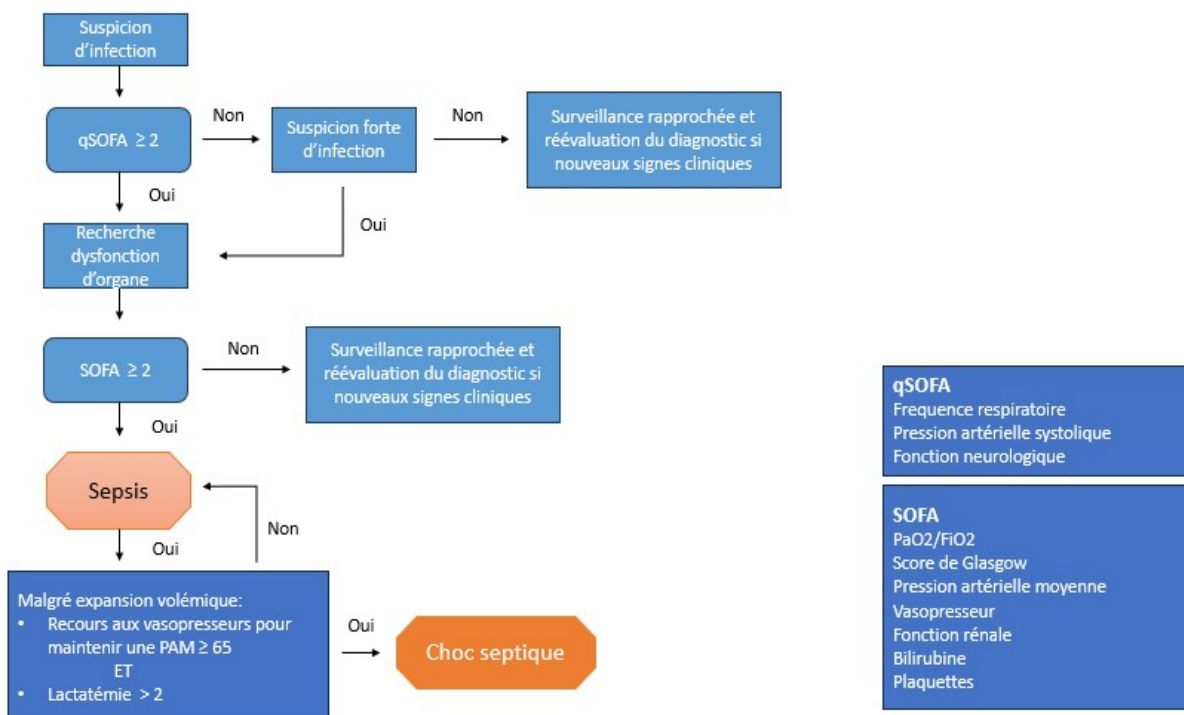 Suspicion
d'infection
qSOFA ≥ 2
Non
Suspicion forte
d'infection
Non
Surveillance rapprochée et
réévaluation du diagnostic si
nouveaux signes cliniques
Oui
Oui
Recherche
dysfonction
d'organe
SOFA ≥ 2
Non
Surveillance rapprochée et
réévaluation du diagnostic si
nouveaux signes cliniques
Oui
Sepsis
Oui
Non
Malgré expansion volémique:
• Recours aux vasopresseurs pour
maintenir une PAM ≥ 65
ET
• Lactatémie > 2
Oui
Choc septique
qSOFA
Frequence respiratoire
Pression artérielle systolique
Fonction neurologique
SOFA
PaO2/FiO2
Score de Glasgow
Pression artérielle moyenne
Vasopresseur
Fonction rénale
Bilirubine
Plaquettes